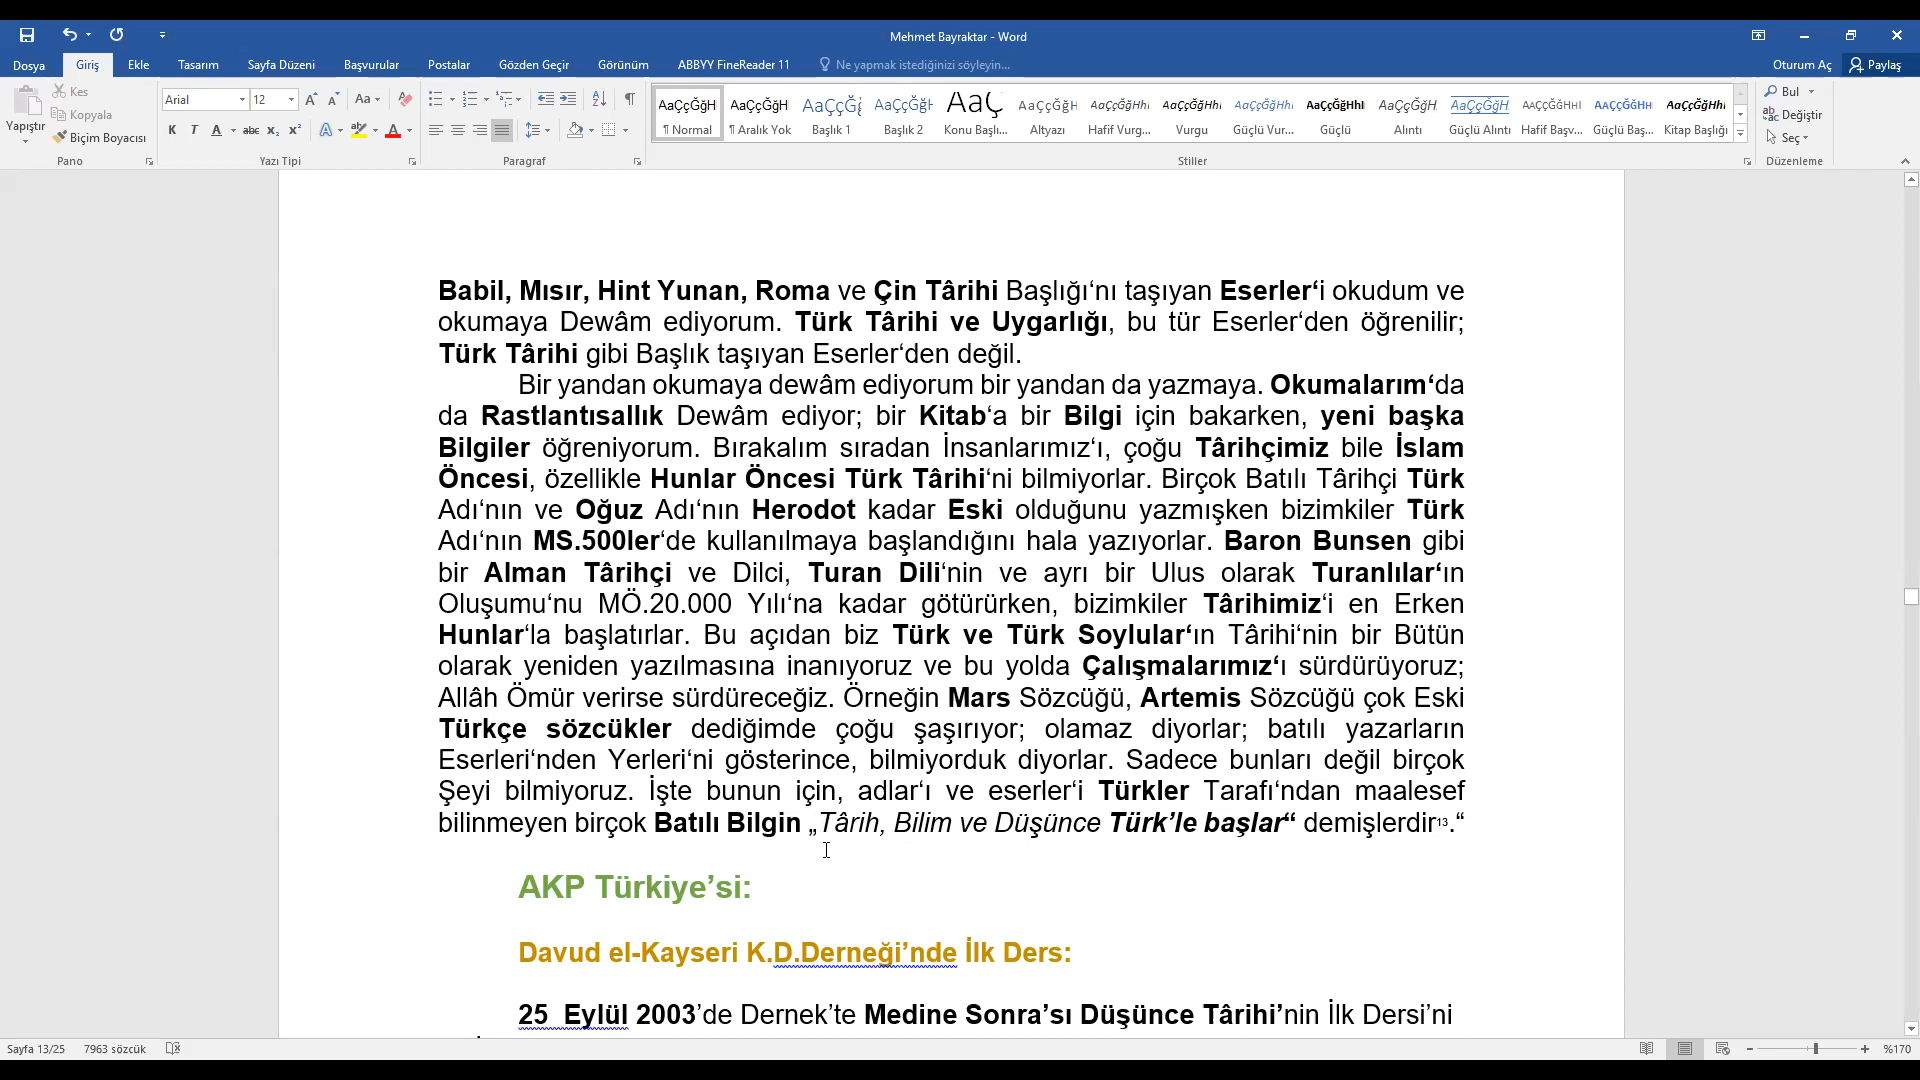 Mehmet Bayraktar - Word
Dosya Giriş Ekle Tasarım Sayfa Düzeni Başvurular Postalar Gözden Geçir Görünüm ABBYY FineReader 11 Ne yapmak istediğinizi söyleyin... Oturum Aç Paylaş
Yapıştır Kes Kopyala Biçim Boyacısı
Pano
Arial 12
Yazı Tipi
Paragraf
AaÇçĞğH AaÇçĞğH AaÇçĞğ AaÇçĞğH AaÇ AaÇçĞğH AaÇçĞğHh AaÇçĞğHh AaÇçĞğHh AaÇçĞğHh AaÇçĞğH AaÇçĞğH AAÇÇĞĞHH AAÇÇĞĞHH AaÇçĞğHh
¶ Normal ¶ Aralık Yok Başlık 1 Başlık 2 Konu Başlı... Altyazı Hafif Vurg... Vurgu Güçlü Vur... Güçlü Alıntı Güçlü Alıntı Hafif Başv... Güçlü Baş... Kitap Başlığı
Stiller
Bul
Değiştir
Seç
Düzenleme
Babil, Mısır, Hint Yunan, Roma ve Çin Târihi Başlığı‘nı taşıyan Eserler‘i okudum ve
okumaya Dewâm ediyorum. Türk Târihi ve Uygarlığı, bu tür Eserler‘den öğrenilir;
Türk Târihi gibi Başlık taşıyan Eserler‘den değil.
Bir yandan okumaya dewâm ediyorum bir yandan da yazmaya. Okumalarım‘da
da Rastlantısallık Dewâm ediyor; bir Kitab‘a bir Bilgi için bakarken, yeni başka
Bilgiler öğreniyorum. Bırakalım sıradan İnsanlarımız‘ı, çoğu Târihçimiz bile İslam
Öncesi, özellikle Hunlar Öncesi Türk Târihi‘ni bilmiyorlar. Birçok Batılı Târihçi Türk
Adı‘nın ve Oğuz Adı‘nın Herodot kadar Eski olduğunu yazmışken bizimkiler Türk
Adı‘nın MS.500ler‘de kullanılmaya başlandığını hala yazıyorlar. Baron Bunsen gibi
bir Alman Târihçi ve Dilci, Turan Dili‘nin ve ayrı bir Ulus olarak Turanlılar‘ın
Oluşumu‘nu MÖ.20.000 Yılı‘na kadar götürürken, bizimkiler Târihimiz‘i en Erken
Hunlar‘la başlatırlar. Bu açıdan biz Türk ve Türk Soylular‘ın Târihi‘nin bir Bütün
olarak yeniden yazılmasına inanıyoruz ve bu yolda Çalışmalarımız‘ı sürdürüyoruz;
Allâh Ömür verirse sürdüreceğiz. Örneğin Mars Sözcüğü, Artemis Sözcüğü çok Eski
Türkçe sözcükler dediğimde çoğu şaşırıyor; olamaz diyorlar; batılı yazarların
Eserleri‘nden Yerleri‘ni gösterince, bilmiyorduk diyorlar. Sadece bunları değil birçok
Şeyi bilmiyoruz. İşte bunun için, adlar‘ı ve eserler‘i Türkler Tarafı‘ndan maalesef
bilinmeyen birçok Batılı Bilgin „Târih, Bilim ve Düşünce Türk’le başlar“ demişlerdir13.“
AKP Türkiye’si:
Davud el-Kayseri K.D.Derneği’nde İlk Ders:
25 Eylül 2003’de Dernek’te Medine Sonra’sı Düşünce Târihi’nin İlk Dersi’ni
Sayfa 13/25 7963 sözcük %170